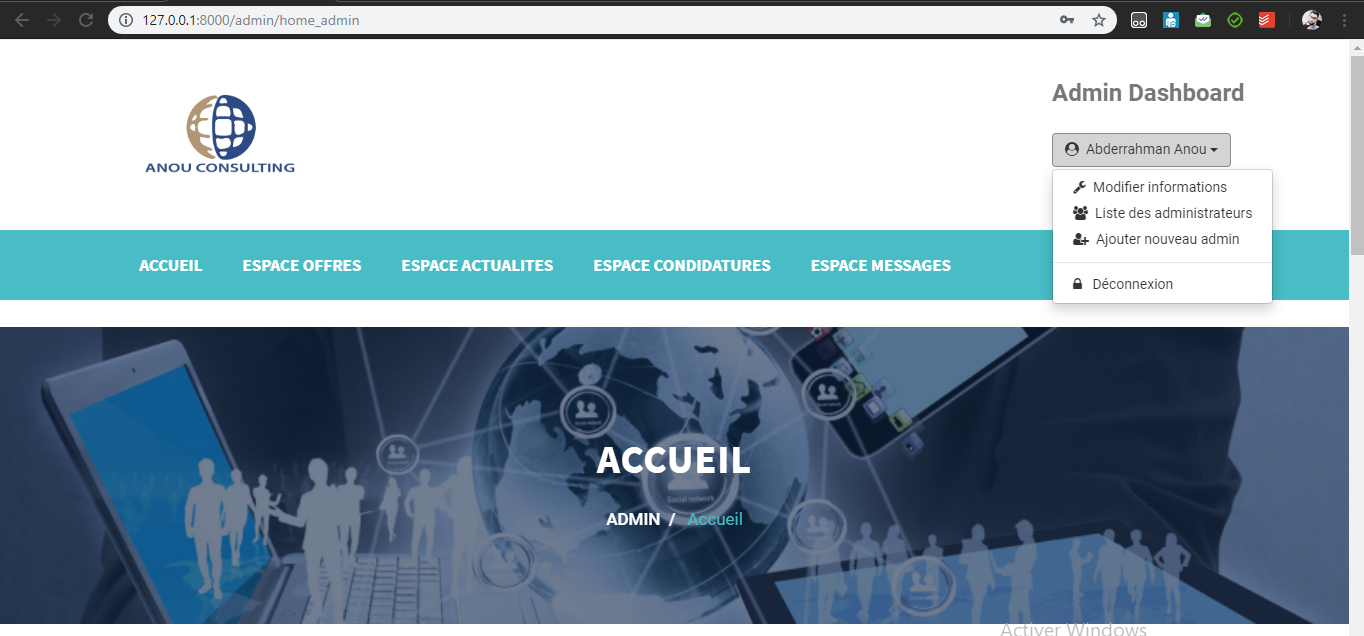 127.0.0.1:8000/admin/home_admin
Admin Dashboard
ANOU CONSULTING
Abderrahman Anou
Modifier informations
Liste des administrateurs
Ajouter nouveau admin
Déconnexion
ACCUEIL ESPACE OFFRES ESPACE ACTUALITES ESPACE CONDIDATURES ESPACE MESSAGES
ACCUEIL
Social network
ADMIN / Accueil
Activer Windows